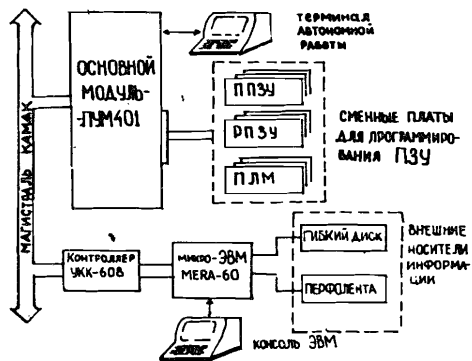 ТЕРМИНАЛ
АВТОНОМНОЙ
РАБОТЫ
ОСНОВНОЙ
МОДУЛЬ-
ПУМ401
ППЗУ
РПЗУ
ПЛМ
СМЕННЫЕ ПЛАТЫ
ДЛЯ ПРОГРАММИРО
ВАНИЯ ПЗУ
МАГИСТРАЛЬ КАМАК
КОНТРОЛЛЕР
УКК-60В
МИКРО-ЭВМ
MERA-60
ГИБКИЙ ДИСК
ПЕРФОЛЕНТА
ВНЕШНИЕ
НОСИТЕЛИ
ИНФОРМА-
ЦИИ
КОНСОЛЬ ЭВМ